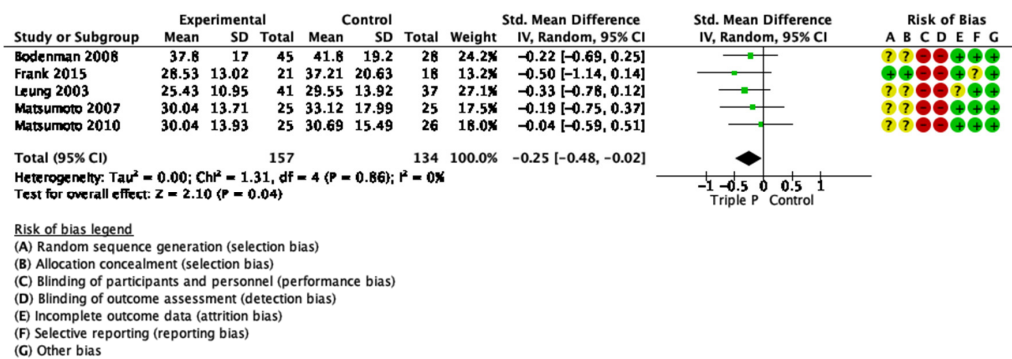 Experimental Control Std. Mean Difference Std. Mean Difference Risk of Bias
Study or Subgroup Mean SD Total Mean SD Total Weight IV, Random, 95% CI IV, Random, 95% CI A B C D E F G
Bodenman 2008 37.8 17 45 41.8 19.2 28 24.2% −0.22 [−0.69, 0.25] ? ? − − + + +
Frank 2015 28.53 13.02 21 37.21 20.63 18 13.2% −0.50 [−1.14, 0.14] + + − − + ? +
Leung 2003 25.43 10.95 41 29.55 13.92 37 27.1% −0.33 [−0.78, 0.12] ? ? − − ? + +
Matsumoto 2007 30.04 13.71 25 33.12 17.99 25 17.5% −0.19 [−0.75, 0.37] ? ? − − + + +
Matsumoto 2010 30.04 13.93 25 30.69 15.49 26 18.0% −0.04 [−0.59, 0.51] ? ? − − + + +
Total (95% CI) 157 134 100.0% −0.25 [−0.48, −0.02]
Heterogeneity: Tau² = 0.00; Chi² = 1.31, df = 4 (P = 0.86); I² = 0%
Test for overall effect: Z = 2.10 (P = 0.04)
−1 −0.5 0 0.5 1
Triple P Control
Risk of bias legend
(A) Random sequence generation (selection bias)
(B) Allocation concealment (selection bias)
(C) Blinding of participants and personnel (performance bias)
(D) Blinding of outcome assessment (detection bias)
(E) Incomplete outcome data (attrition bias)
(F) Selective reporting (reporting bias)
(G) Other bias